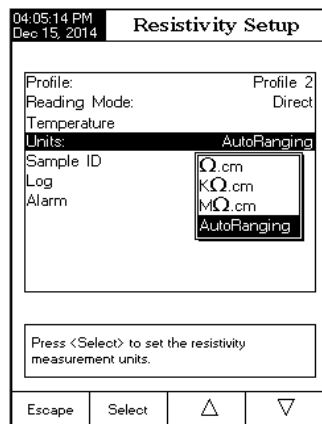 04:05:14 PM
Dec 15, 2014
Resistivity Setup
Profile: Profile 2
Reading Mode: Direct
Temperature
Units: AutoRanging
Sample ID
Log
Alarm
Ω.cm
KΩ.cm
MΩ.cm
AutoRanging
Press <Select> to set the resistivity
measurement units.
Escape Select △ ▽